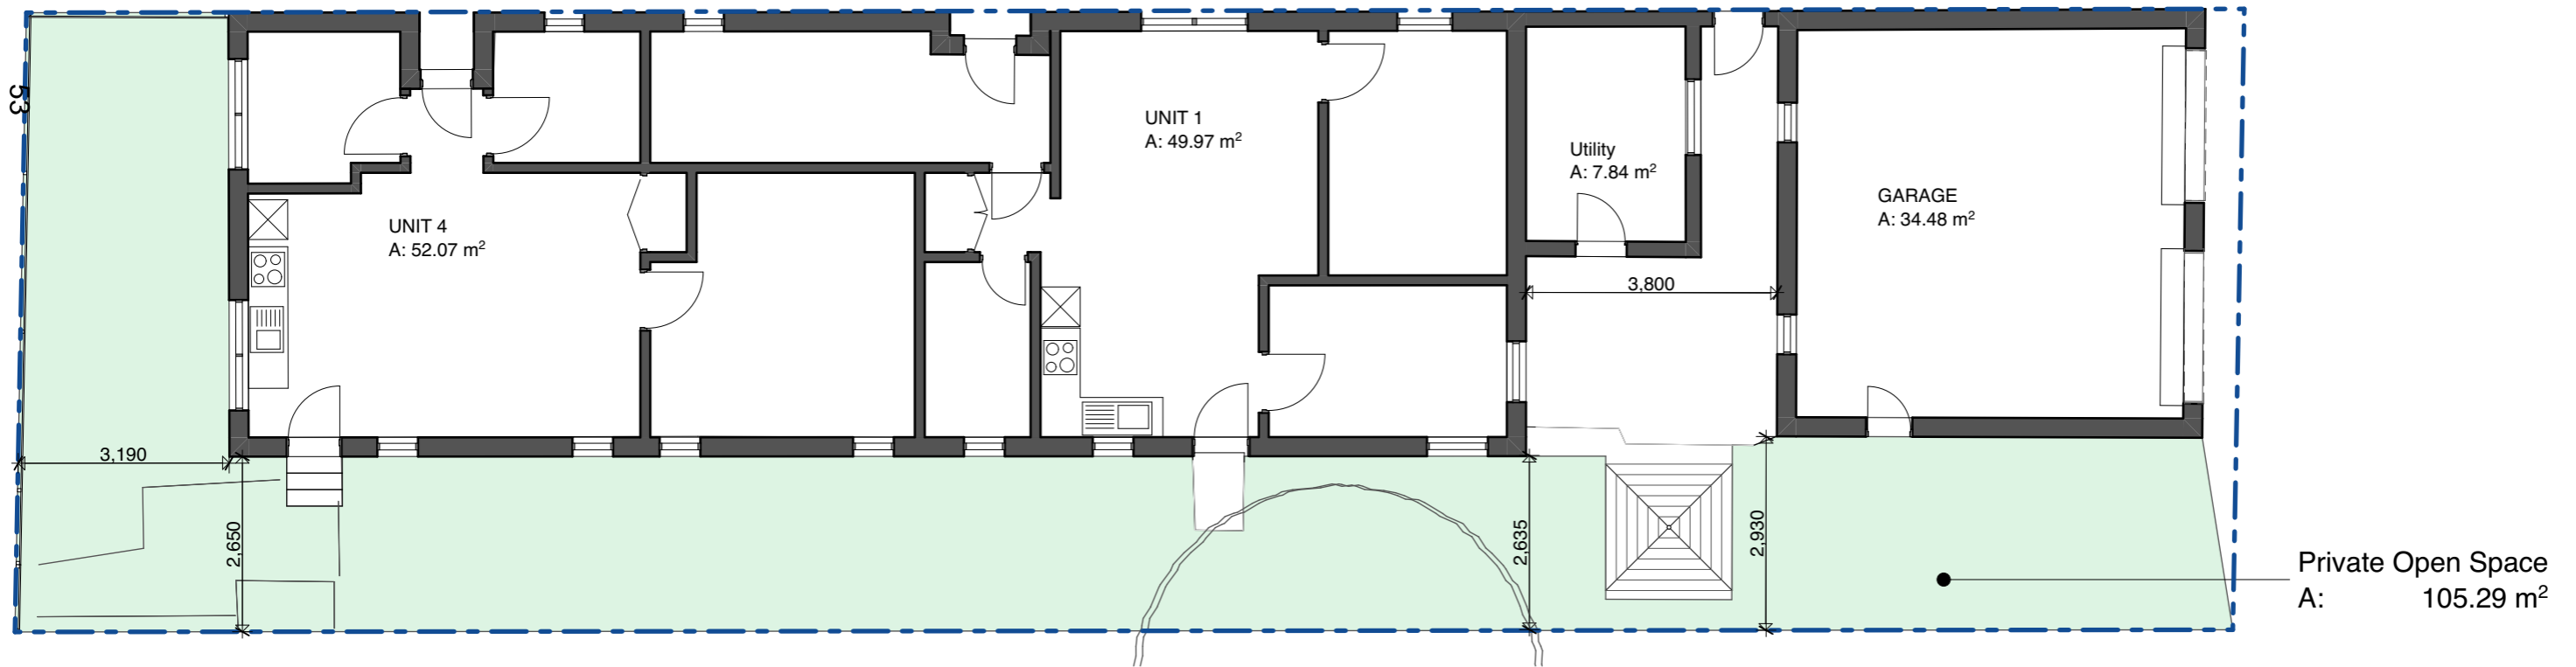 53
UNIT 1
A: 49.97 m²
Utility
A: 7.84 m²
GARAGE
A: 34.48 m²
UNIT 4
A: 52.07 m²
3,800
3,190
2,650
2,635
2,930
Private Open Space
A: 105.29 m²